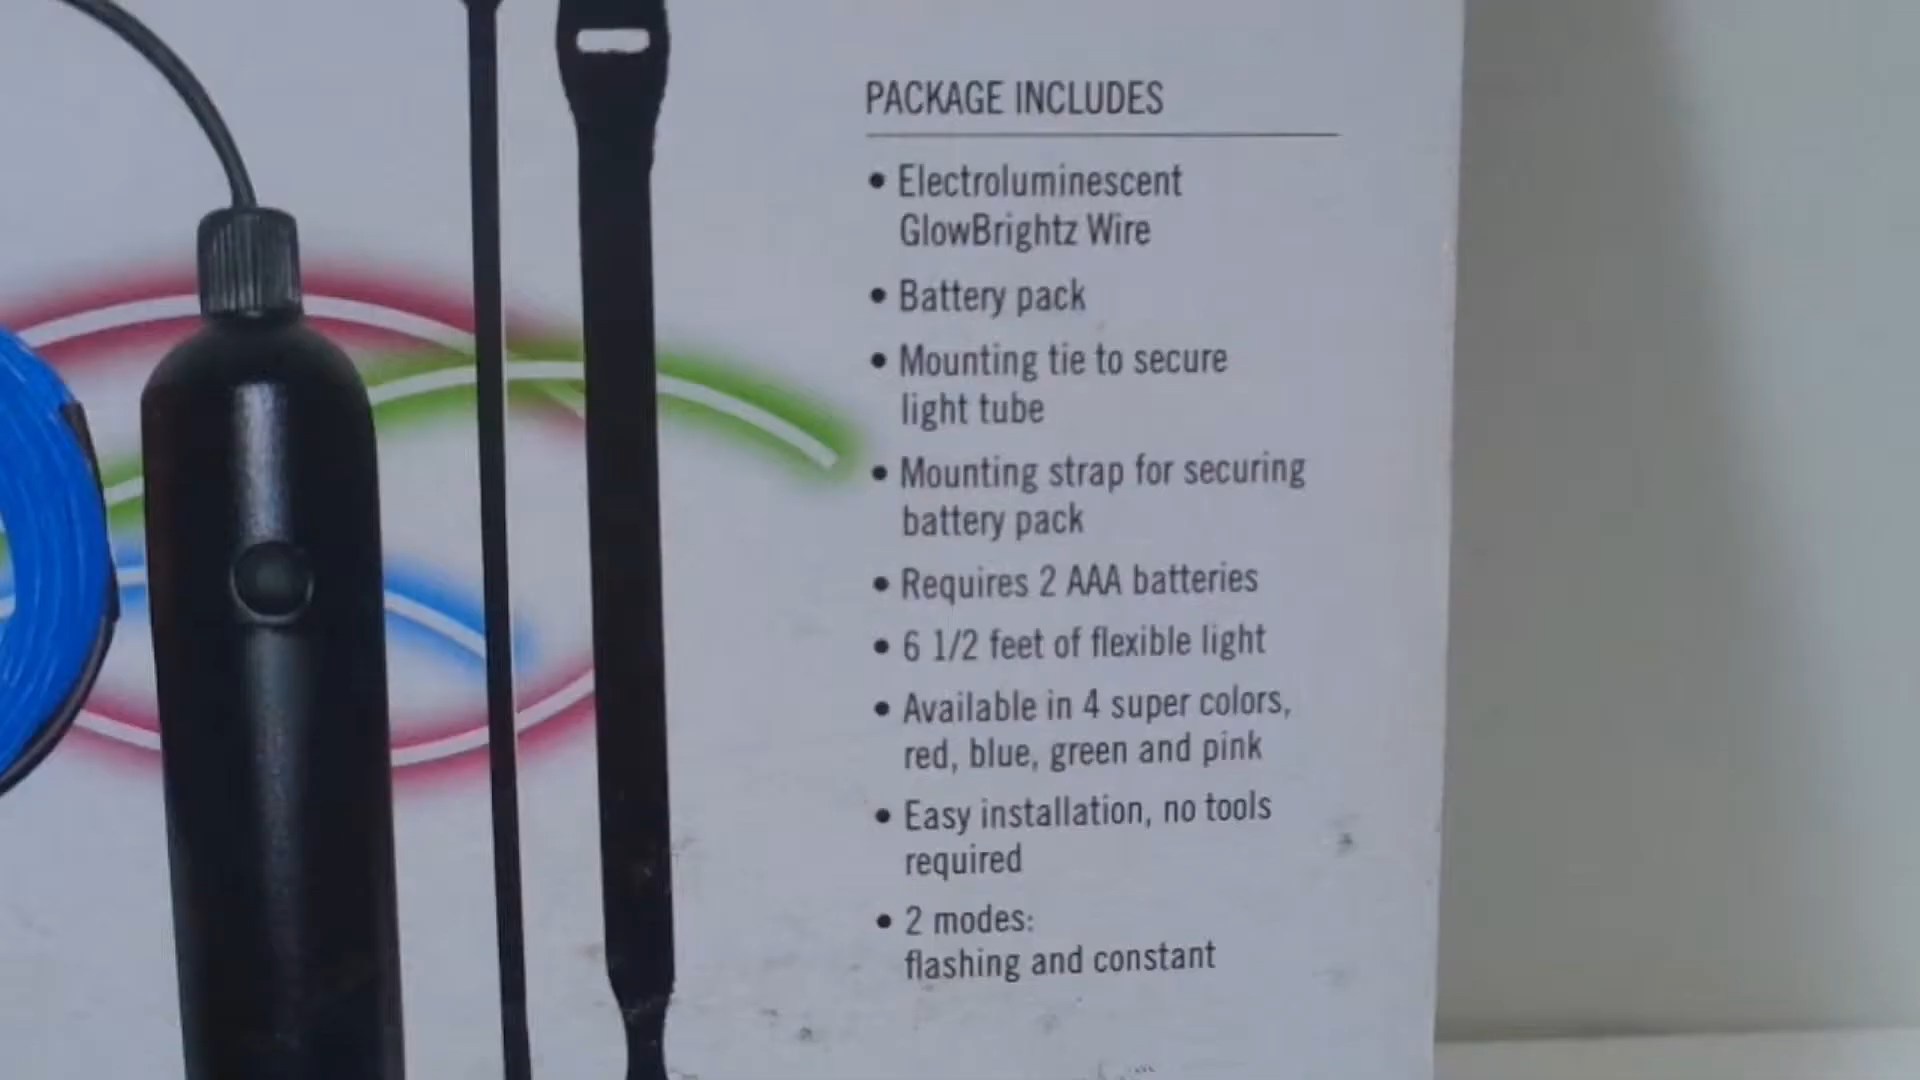 PACKAGE INCLUDES
• Electroluminescent
GlowBrightz Wire
• Battery pack
• Mounting tie to secure
light tube
• Mounting strap for securing
battery pack
• Requires 2 AAA batteries
• 6 1/2 feet of flexible light
• Available in 4 super colors,
red, blue, green and pink
• Easy installation, no tools
required
• 2 modes:
flashing and constant